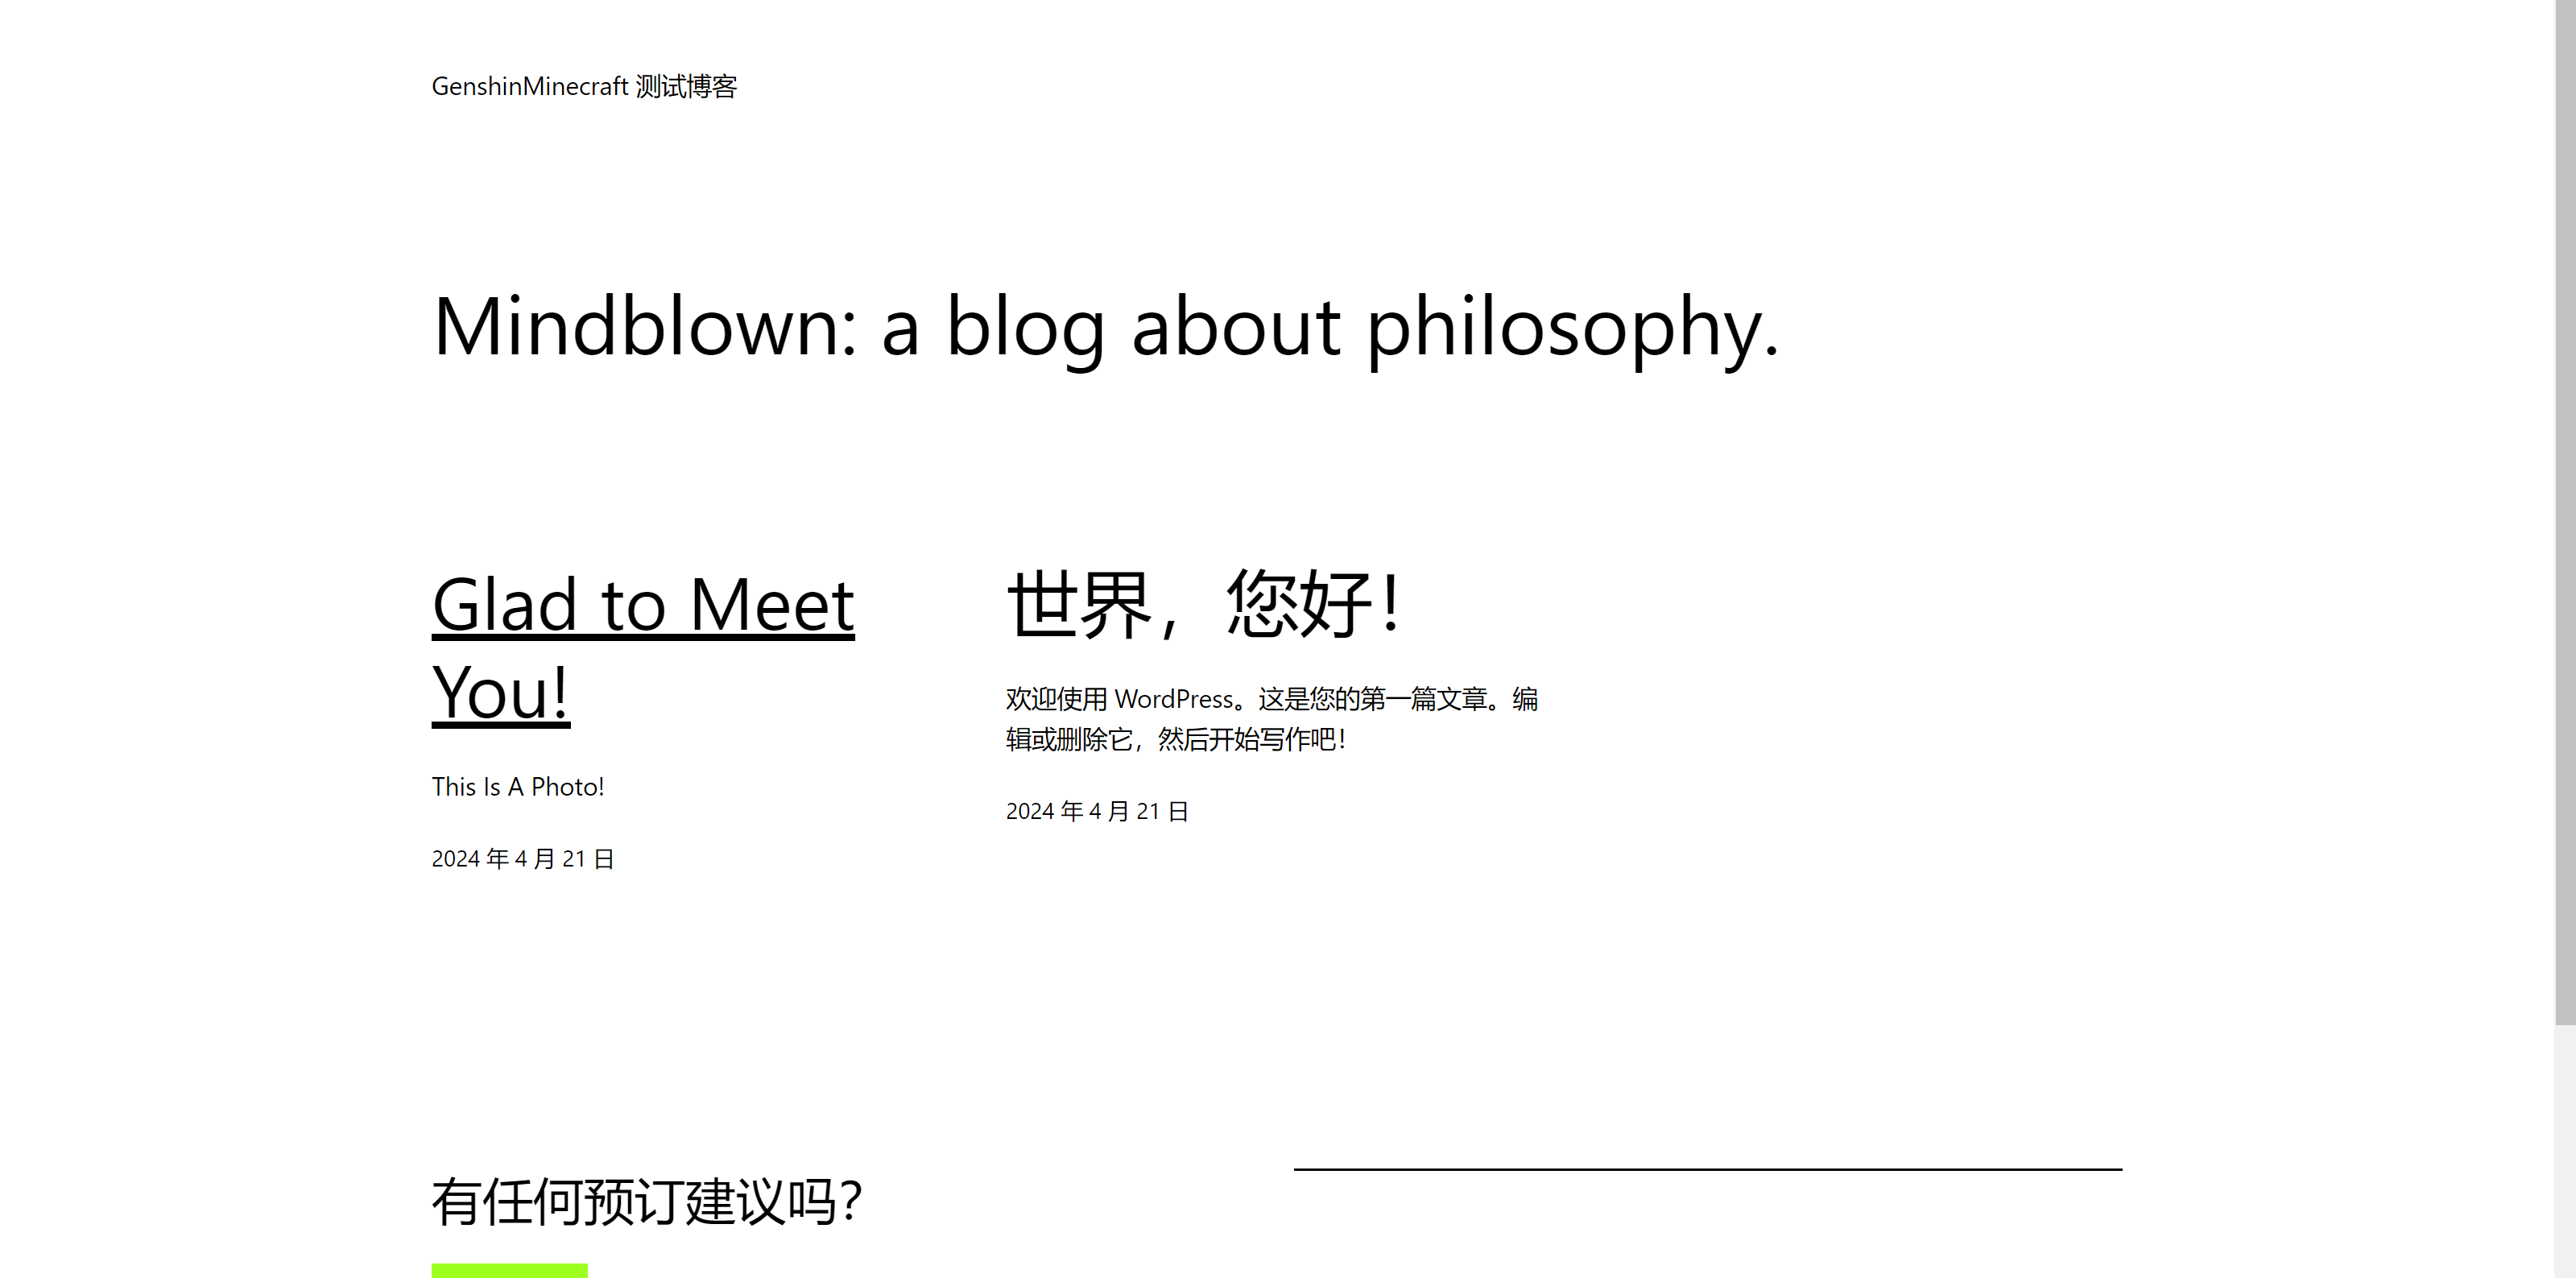 GenshinMinecraft 测试博客
Mindblown: a blog about philosophy.
Glad to Meet
You!
This Is A Photo!
2024 年 4 月 21 日
世界，您好！
欢迎使用 WordPress。这是您的第一篇文章。编
辑或删除它，然后开始写作吧！
2024 年 4 月 21 日
有任何预订建议吗？